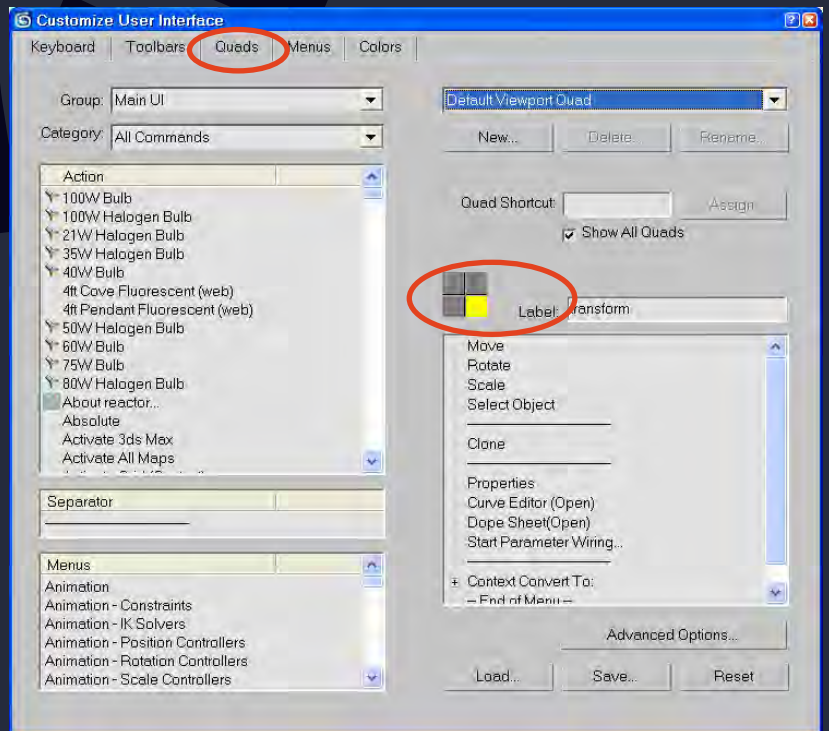 Customize User Interface
Keyboard Toolbars Quads Menus Colors
Group: Main UI
Category: All Commands
Action
100W Bulb
100W Halogen Bulb
21W Halogen Bulb
35W Halogen Bulb
40W Bulb
4ft Cove Fluorescent (web)
4ft Pendant Fluorescent (web)
50W Halogen Bulb
60W Bulb
75W Bulb
80W Halogen Bulb
About reactor...
Absolute
Activate 3ds Max
Activate All Maps
Separator
Menus
Animation
Animation - Constraints
Animation - IK Solvers
Animation - Position Controllers
Animation - Rotation Controllers
Animation - Scale Controllers
Default Viewport Quad
New... Delete... Rename...
Quad Shortcut: Assign
Show All Quads
Label: transform
Move
Rotate
Scale
Select Object
Clone
Properties
Curve Editor (Open)
Dope Sheet(Open)
Start Parameter Wiring...
+ Context Convert To:
-- End of Menu --
Advanced Options...
Load... Save... Reset